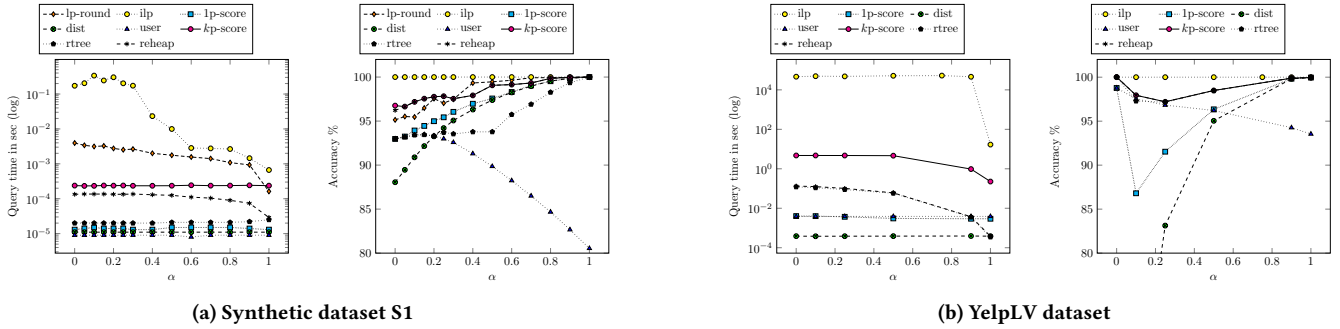 lp-round ilp 1p-score
dist user kp-score
rtree reheap
Query time in sec (log)
10⁻¹
10⁻²
10⁻³
10⁻⁴
10⁻⁵
0 0.2 0.4 0.6 0.8 1
α
lp-round ilp 1p-score
dist user kp-score
rtree reheap
Accuracy %
100
95
90
85
80
0 0.2 0.4 0.6 0.8 1
α
(a) Synthetic dataset S1
ilp 1p-score dist
user kp-score rtree
reheap
Query time in sec (log)
10⁴
10²
10⁰
10⁻²
10⁻⁴
0 0.2 0.4 0.6 0.8 1
α
ilp 1p-score dist
user kp-score rtree
reheap
Accuracy %
100
95
90
85
80
0 0.2 0.4 0.6 0.8 1
α
(b) YelpLV dataset